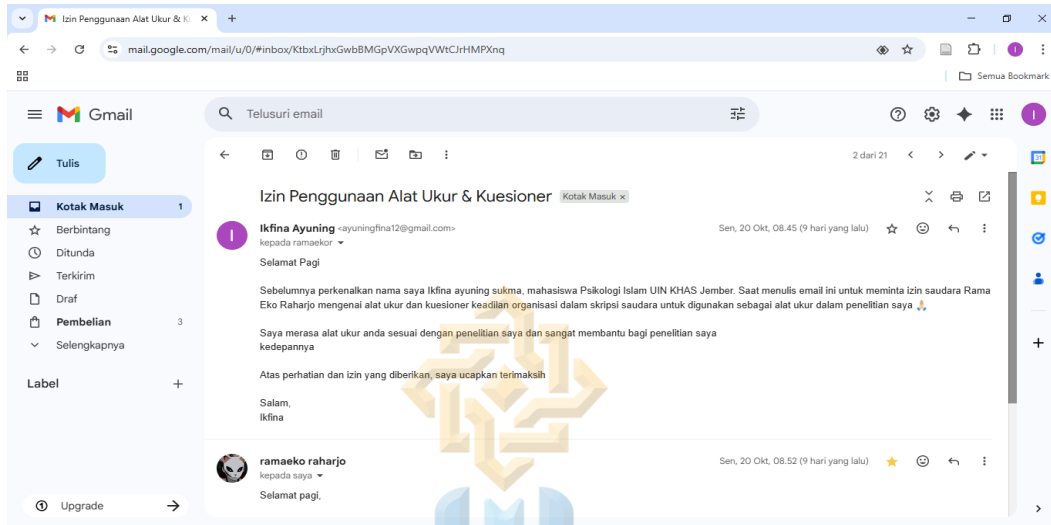 Izin Penggunaan Alat Ukur & Ku
mail.google.com/mail/u/0/#inbox/KtbxLrjhxGwbBMGpVXGwpqVWtCJrHMPXnq
I
Semua Bookmark
Gmail
Telusuri email
I
Tulis
2 dari 21
Kotak Masuk 1
Berbintang
Ditunda
Terkirim
Draf
Pembelian 3
Selengkapnya
Label
Upgrade
Izin Penggunaan Alat Ukur & Kuesioner Kotak Masuk x
I
Ikfina Ayuning <ayuningfina12@gmail.com> Sen, 20 Okt, 08.45 (9 hari yang lalu)
kepada ramaekor
Selamat Pagi
Sebelumnya perkenalkan nama saya Ikfina ayuning sukma, mahasiswa Psikologi Islam UIN KHAS Jember. Saat menulis email ini untuk meminta izin saudara Rama
Eko Raharjo mengenai alat ukur dan kuesioner keadilan organisasi dalam skripsi saudara untuk digunakan sebagai alat ukur dalam penelitian saya 🙏
Saya merasa alat ukur anda sesuai dengan penelitian saya dan sangat membantu bagi penelitian saya
kedepannya
Atas perhatian dan izin yang diberikan, saya ucapkan terimaksih
Salam,
Ikfina
ramaeko raharjo Sen, 20 Okt, 08.52 (9 hari yang lalu)
kepada saya
Selamat pagi,